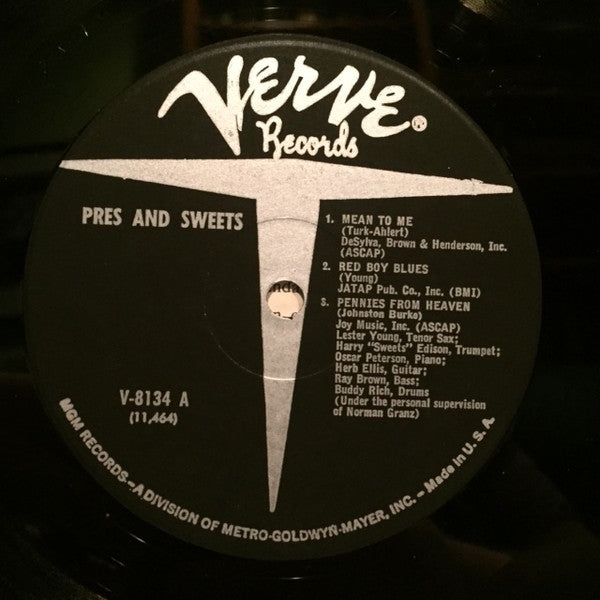 Verve®
Records
PRES AND SWEETS
1. MEAN TO ME
(Turk-Ahlert)
DeSylva, Brown & Henderson, Inc.
(ASCAP)
2. RED BOY BLUES
(Young)
JATAP Pub. Co., Inc. (BMI)
3. PENNIES FROM HEAVEN
(Johnston Burke)
Joy Music, Inc. (ASCAP)
Lester Young, Tenor Sax;
Harry "Sweets" Edison, Trumpet;
Oscar Peterson, Piano;
Herb Ellis, Guitar;
Ray Brown, Bass;
Buddy Rich, Drums
(Under the personal supervision
of Norman Granz)
V-8134 A
(11,464)
MGM RECORDS—A DIVISION OF METRO-GOLDWYN-MAYER, INC. – Made in U. S. A.